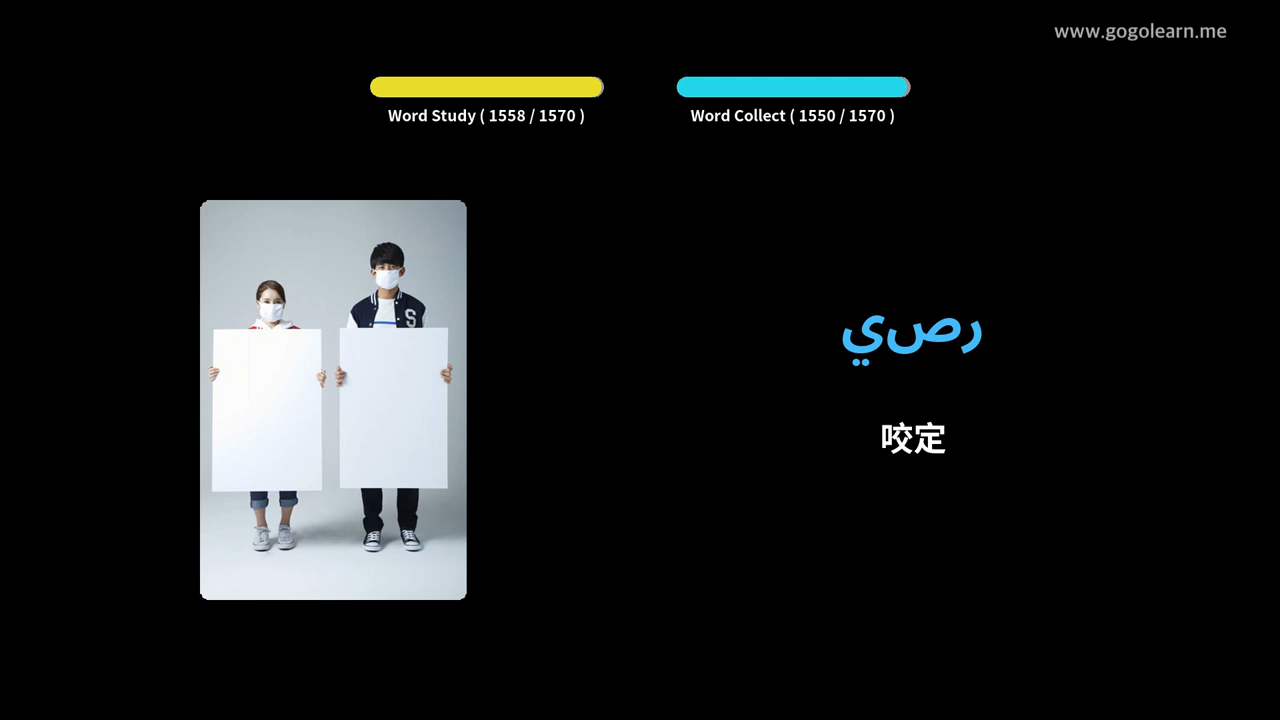 www.gogolearn.me
Word Study ( 1558 / 1570 )
Word Collect ( 1550 / 1570 )
S
رصي
咬定